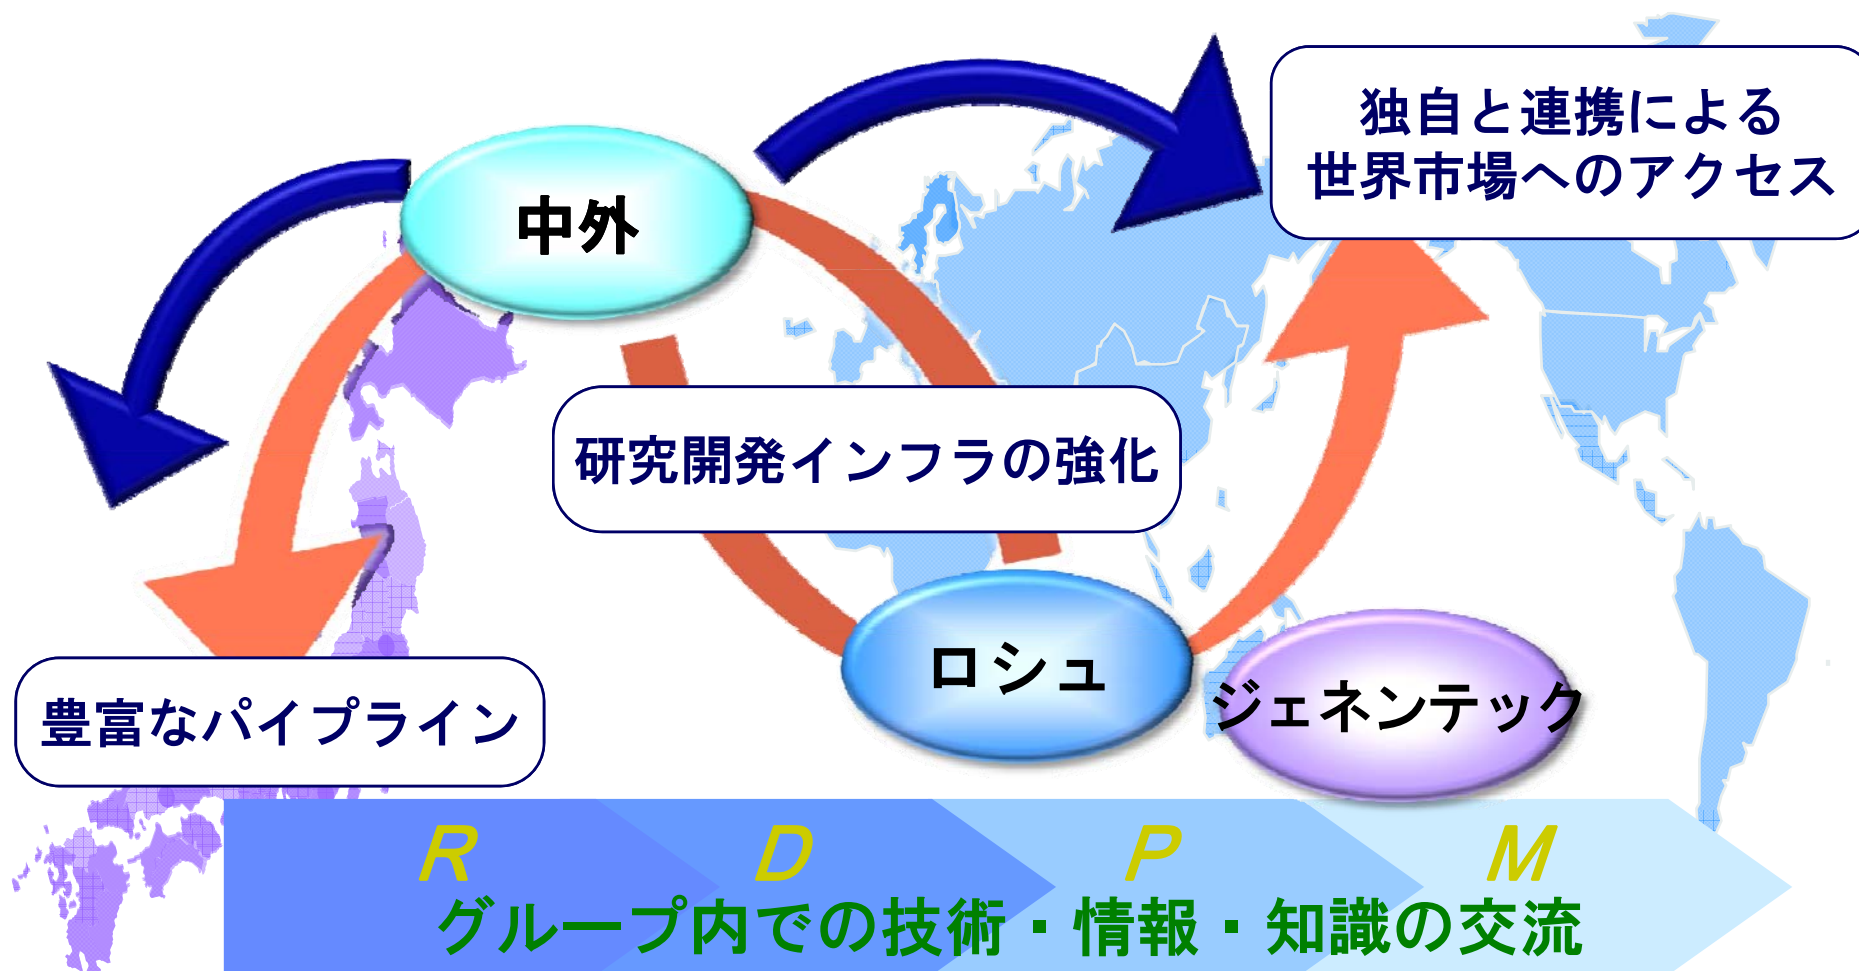 独自と連携による
世界市場へのアクセス
中外
研究開発インフラの強化
ロシュ
ジェネンテック
豊富なパイプライン
R D P M
グループ内での技術・情報・知識の交流